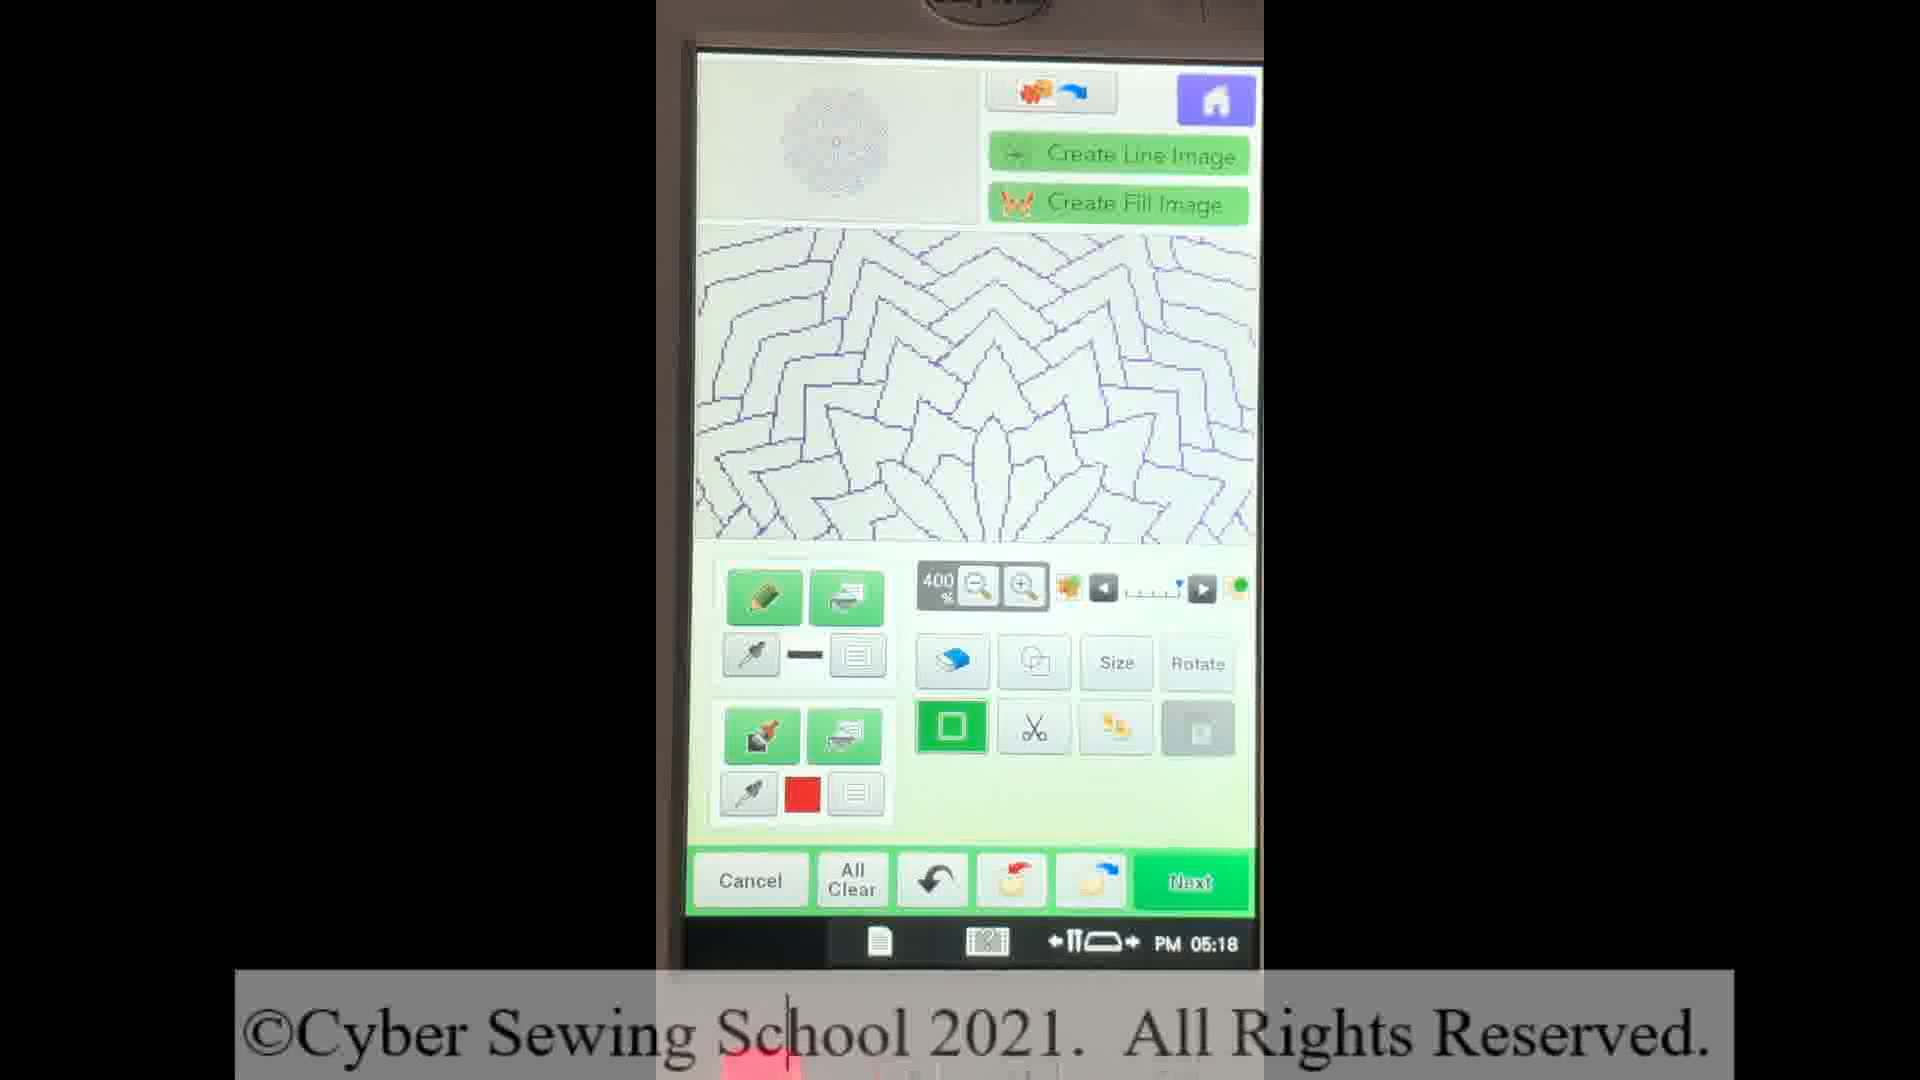 Create Line Image
Create Fill Image
400
%
Size
Rotate
Cancel
All
Clear
Next
PM 05:18
©Cyber Sewing School 2021. All Rights Reserved.